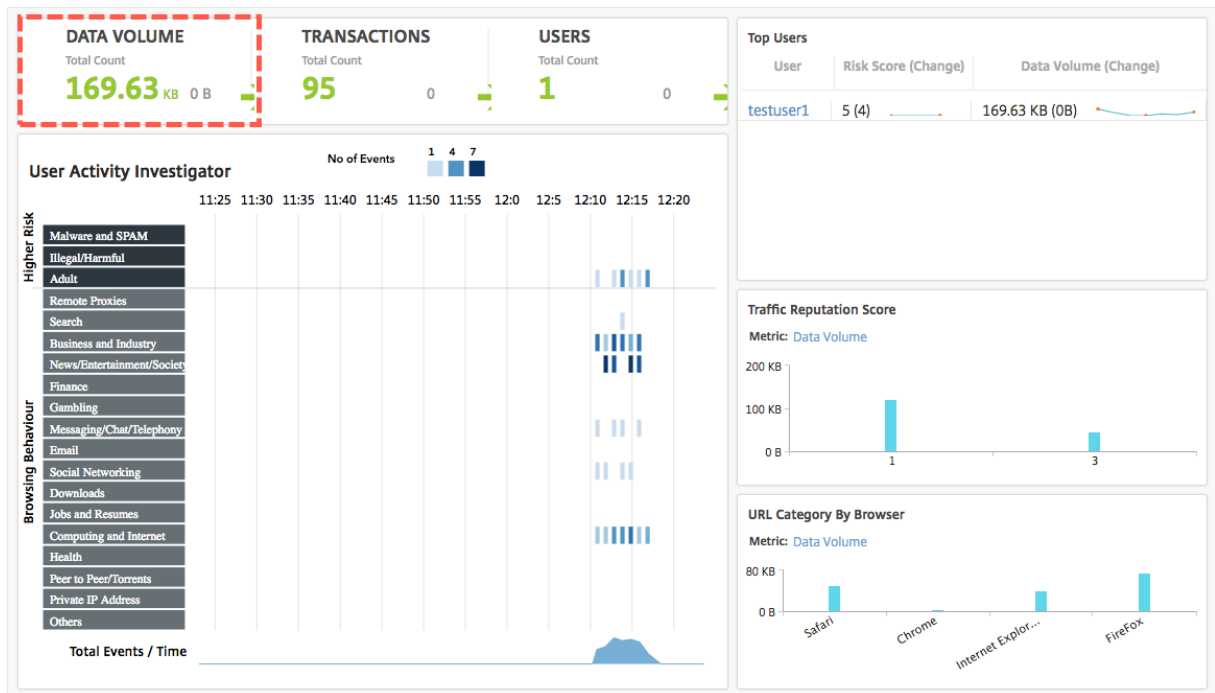 DATA VOLUME
Total Count
169.63 KB 0 B
TRANSACTIONS
Total Count
95 0
USERS
Total Count
1 0
Top Users
User Risk Score (Change) Data Volume (Change)
testuser1 5 (4) 169.63 KB (0B)
User Activity Investigator
No of Events
1 4 7
11:25 11:30 11:35 11:40 11:45 11:50 11:55 12:0 12:5 12:10 12:15 12:20
Higher Risk
Malware and SPAM
Illegal/Harmful
Adult
Browsing Behaviour
Remote Proxies
Search
Business and Industry
News/Entertainment/Society
Finance
Gambling
Messaging/Chat/Telephony
Email
Social Networking
Downloads
Jobs and Resumes
Computing and Internet
Health
Peer to Peer/Torrents
Private IP Address
Others
Total Events / Time
Traffic Reputation Score
Metric: Data Volume
200 KB
100 KB
0 B
1 3
URL Category By Browser
Metric: Data Volume
80 KB
0 B
Safari Chrome Internet Explor... FireFox